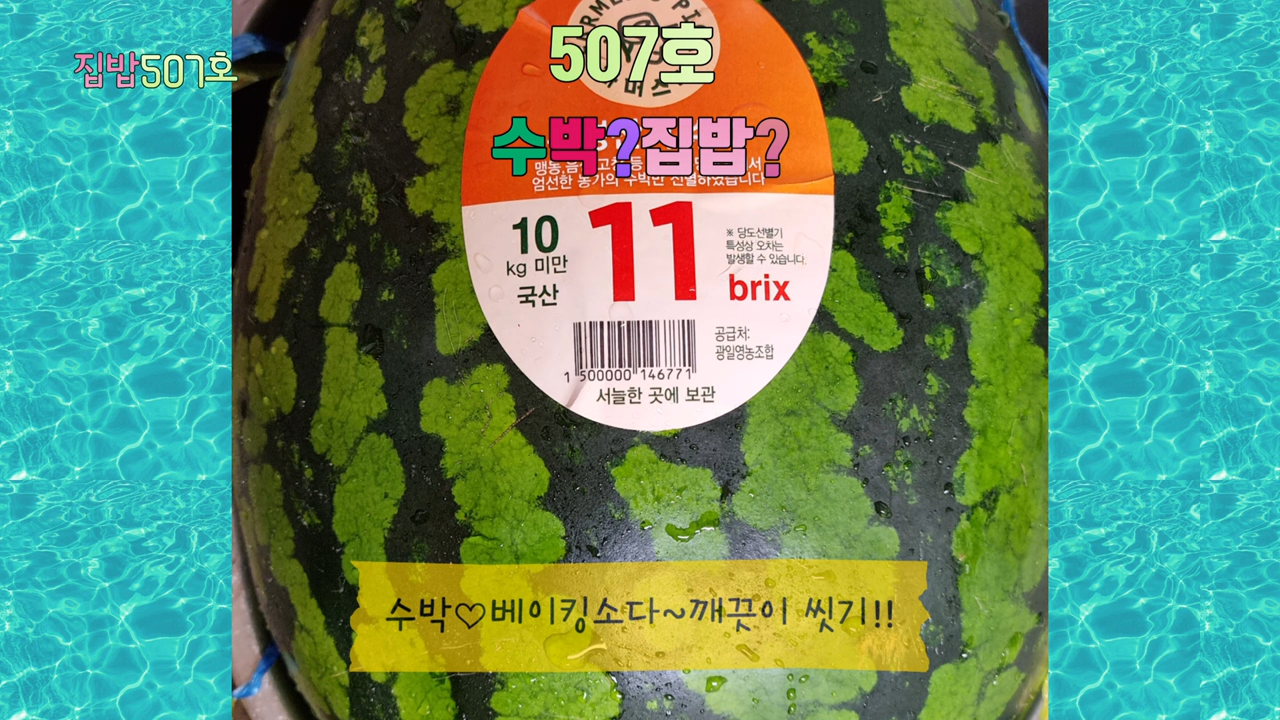 집밥507호
507호
수박?집밥?
엄선한 농가의 수박만 선별하였습니다
10
kg 미만
국산
11
brix
※ 당도선별기
특성상 오차는
발생할 수 있습니다.
공급처:
광일영농조합
1 500000 146771
서늘한 곳에 보관
수박♡베이킹소다~깨끗이 씻기!!